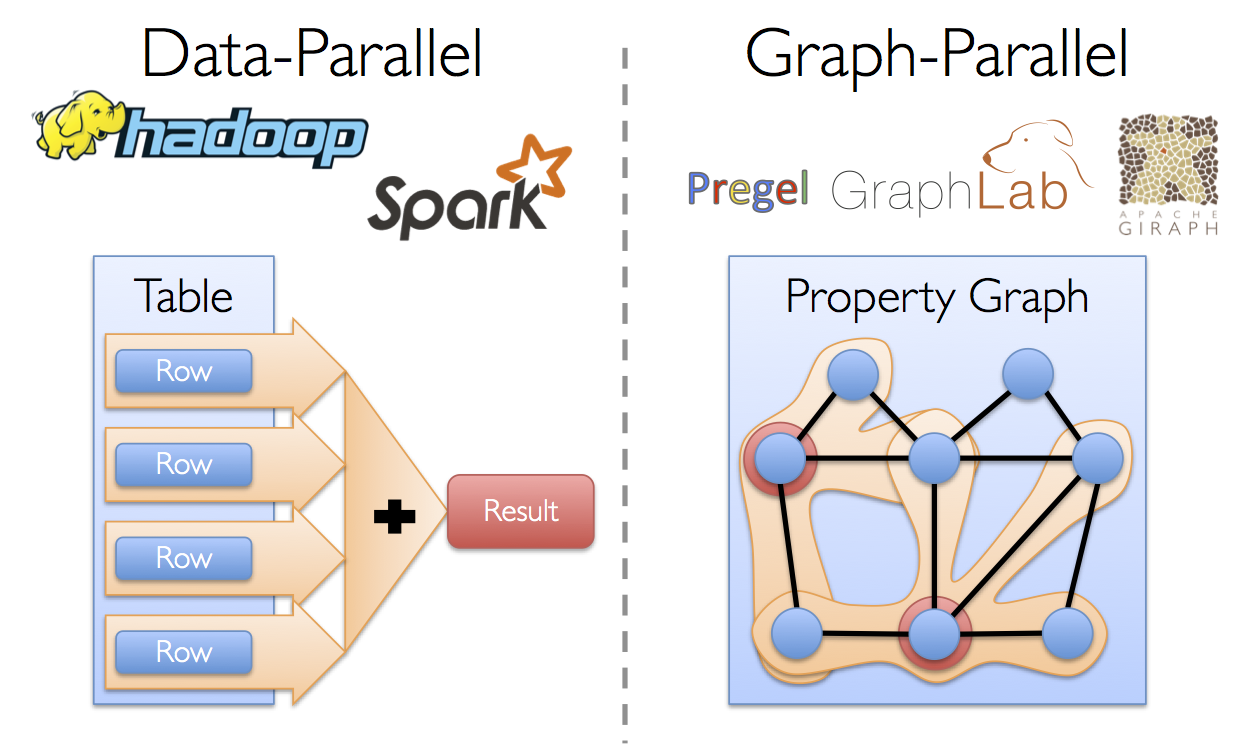 Data-Parallel
hadoop
Spark
Table
Row
Row
Row
Row
+
Result
Graph-Parallel
Pregel
GraphLab
APACHE
GIRAPH
Property Graph